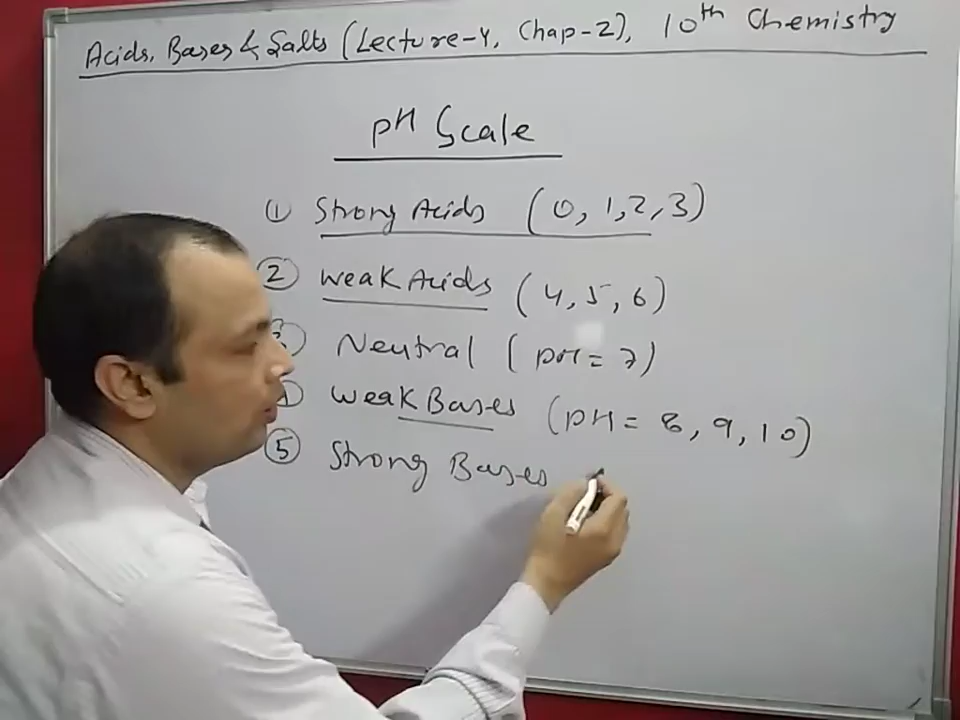 Acids, Bases & Salts (Lecture-4, Chap-2), 10th Chemistry
pH Scale
① Strong Acids (0, 1, 2, 3)
② Weak Acids (4, 5, 6)
Neutral (pH = 7)
Weak Bases (pH = 8, 9, 10)
⑤ Strong Bases